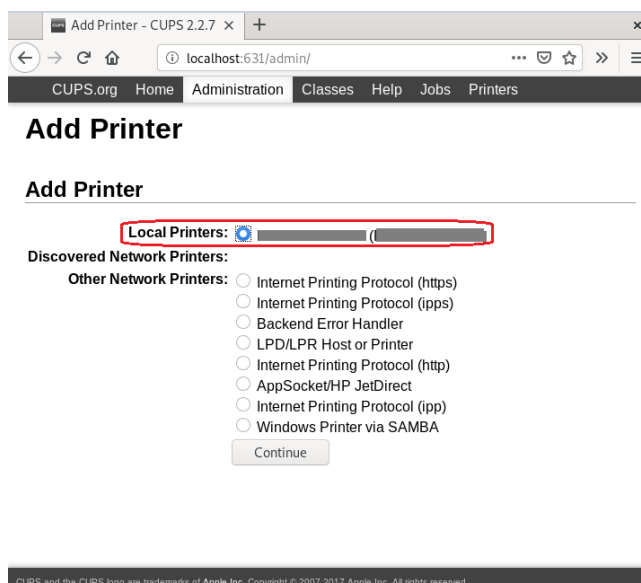 CUPS Add Printer - CUPS 2.2.7 × +
localhost:631/admin/
CUPS.org Home Administration Classes Help Jobs Printers
Add Printer
Add Printer
Local Printers: (
Discovered Network Printers:
Other Network Printers: Internet Printing Protocol (https)
Internet Printing Protocol (ipps)
Backend Error Handler
LPD/LPR Host or Printer
Internet Printing Protocol (http)
AppSocket/HP JetDirect
Internet Printing Protocol (ipp)
Windows Printer via SAMBA
Continue
CUPS and the CUPS logo are trademarks of Apple Inc. Copyright © 2007-2017 Apple Inc. All rights reserved.